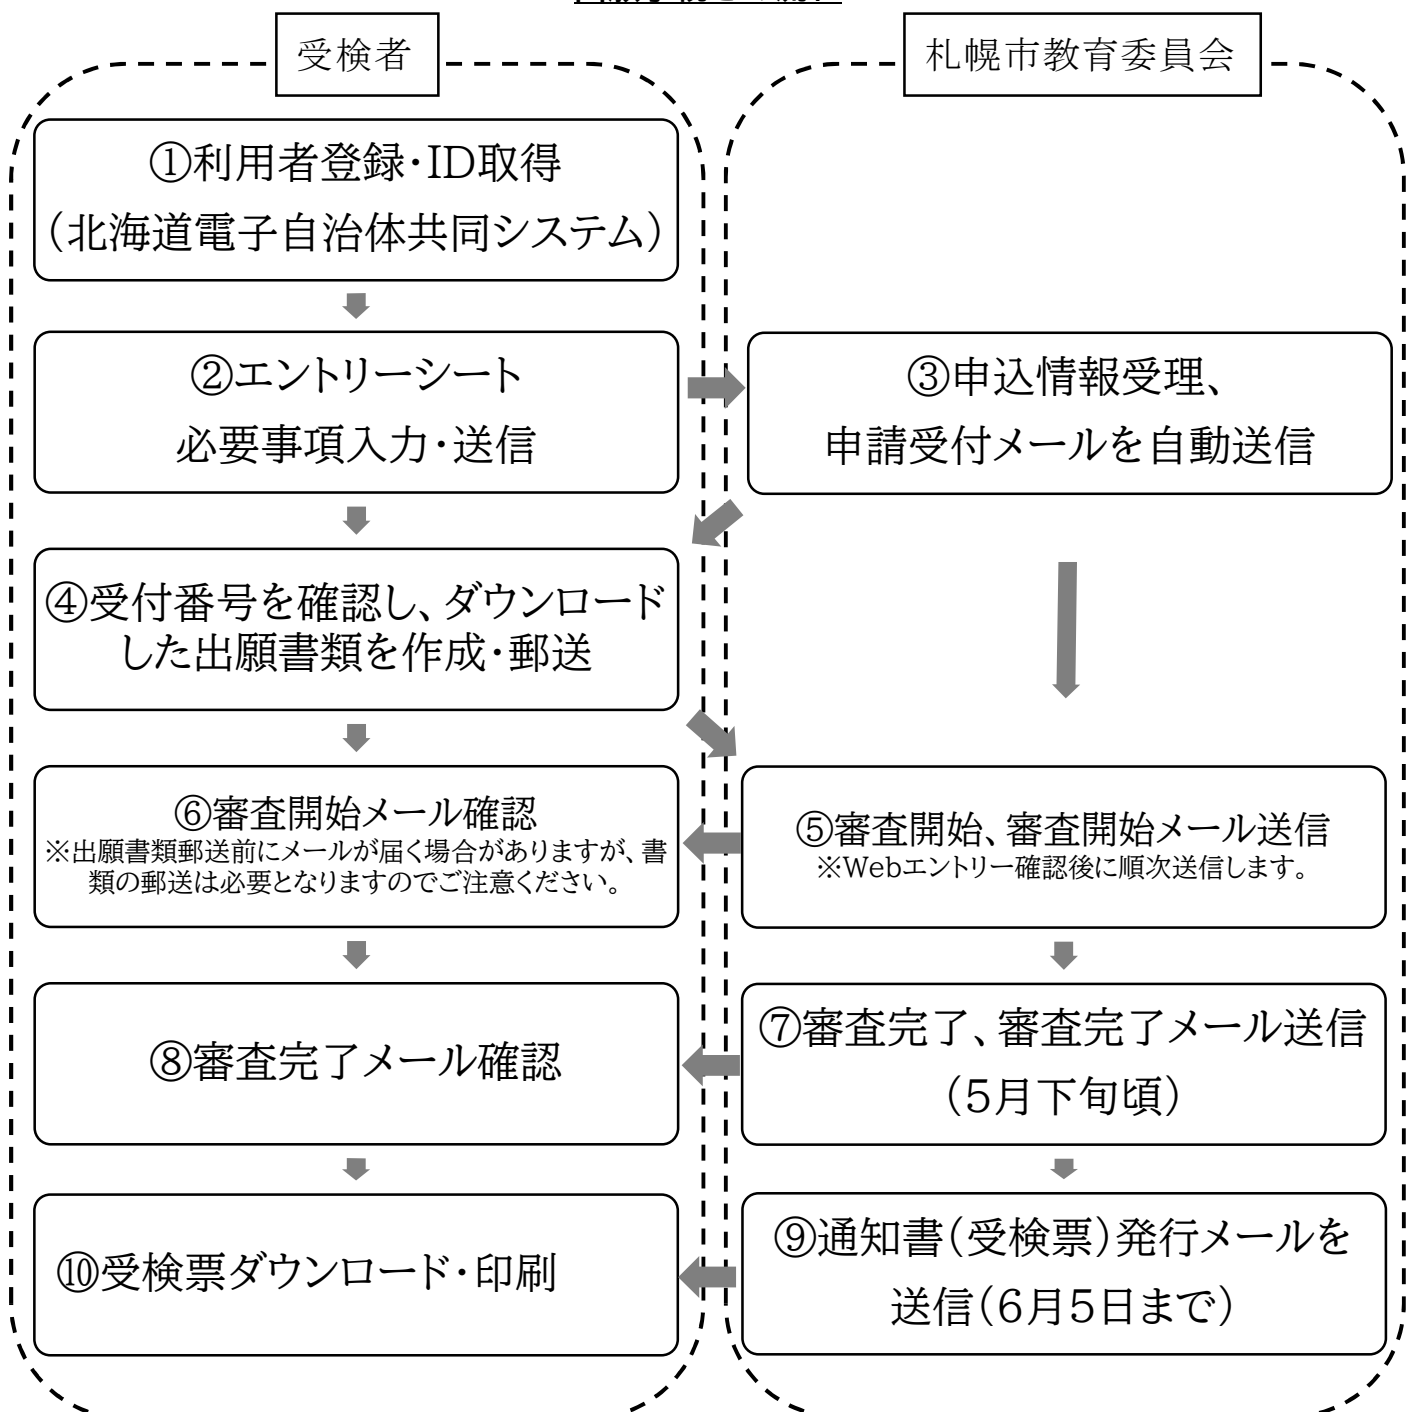 受検者
札幌市教育委員会
①利用者登録・ID取得
（北海道電子自治体共同システム）
②エントリーシート
必要事項入力・送信
③申込情報受理、
申請受付メールを自動送信
④受付番号を確認し、ダウンロード
した出願書類を作成・郵送
⑤審査開始、審査開始メール送信
※Webエントリー確認後に順次送信します。
⑥審査開始メール確認
※出願書類郵送前にメールが届く場合がありますが、書
類の郵送は必要となりますのでご注意ください。
⑦審査完了、審査完了メール送信
（5月下旬頃）
⑧審査完了メール確認
⑨通知書（受検票）発行メールを
送信（6月5日まで）
⑩受検票ダウンロード・印刷